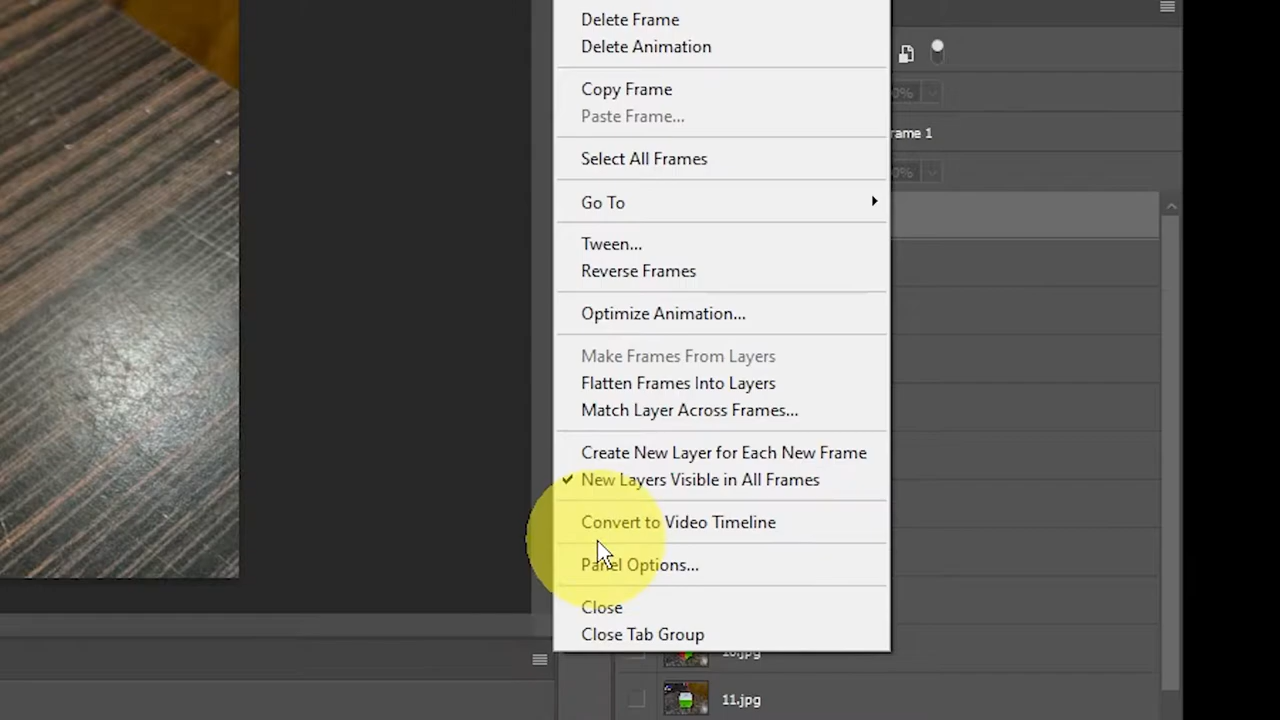 Delete Frame
Delete Animation
Copy Frame
Paste Frame...
Select All Frames
Go To
Tween...
Reverse Frames
Optimize Animation...
Make Frames From Layers
Flatten Frames Into Layers
Match Layer Across Frames...
Create New Layer for Each New Frame
New Layers Visible in All Frames
Convert to Video Timeline
Panel Options...
Close
Close Tab Group
0%
rame 1
0%
11.jpg